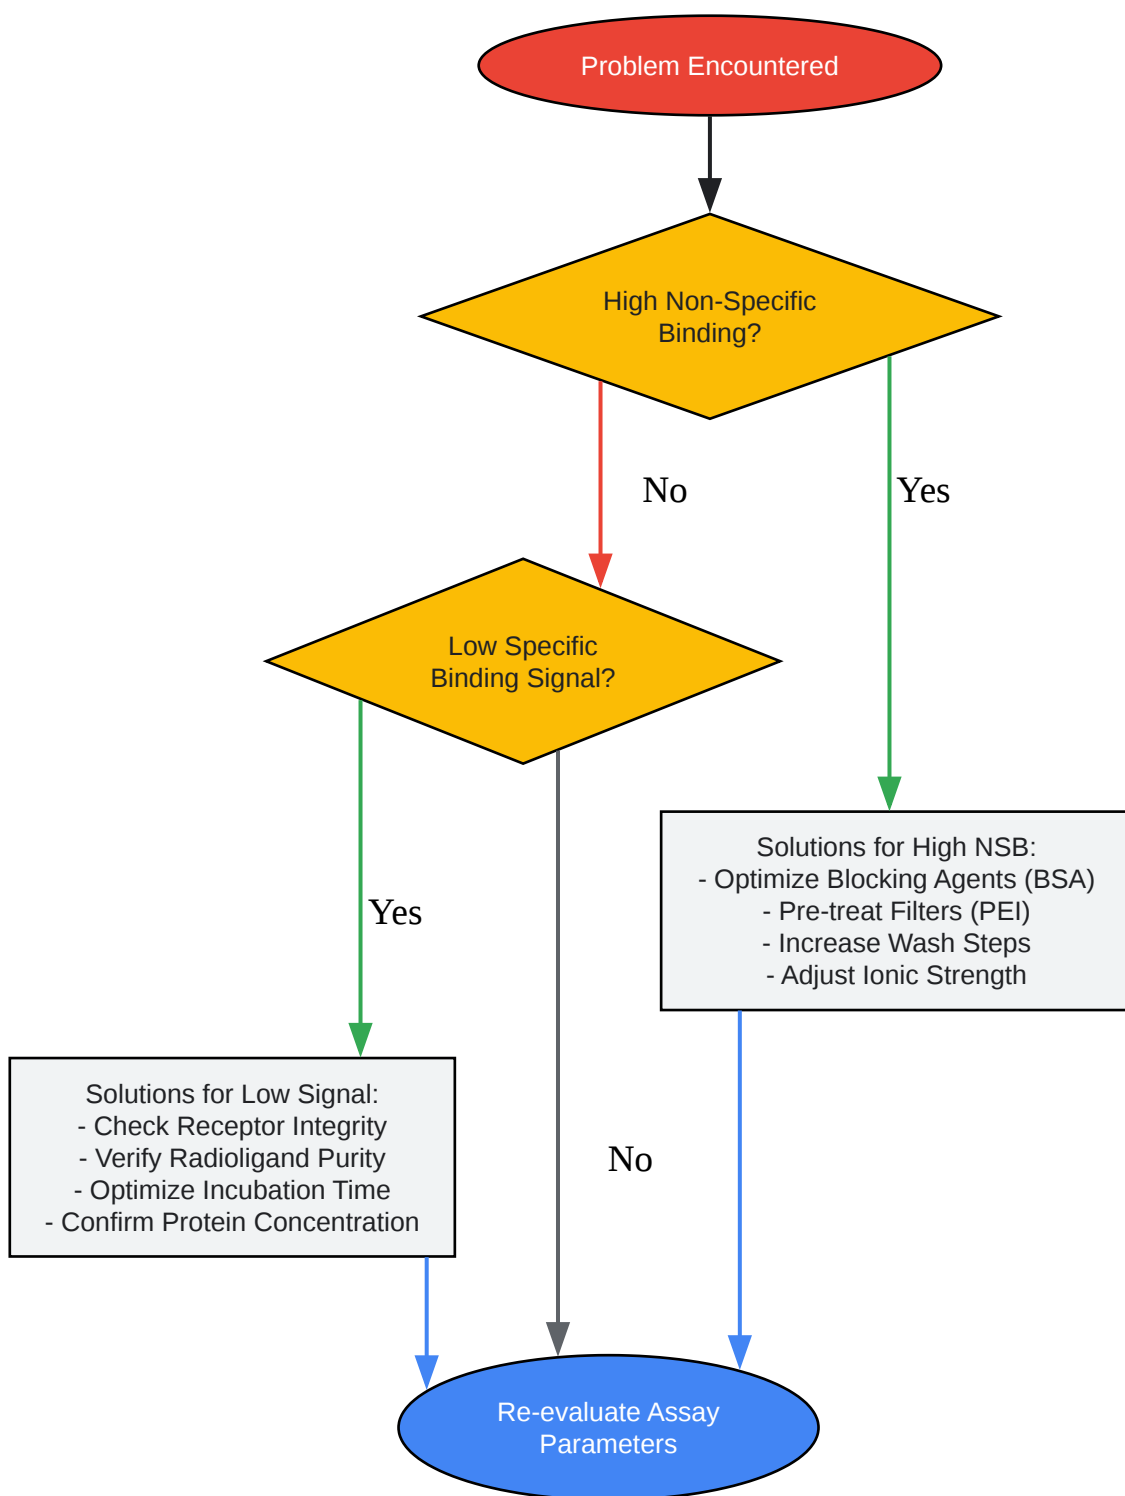 Problem Encountered
High Non-Specific
Binding?
No
Yes
Low Specific
Binding Signal?
Solutions for High NSB:
- Optimize Blocking Agents (BSA)
- Pre-treat Filters (PEI)
- Increase Wash Steps
- Adjust Ionic Strength
Yes
Solutions for Low Signal:
- Check Receptor Integrity
- Verify Radioligand Purity
- Optimize Incubation Time
- Confirm Protein Concentration
No
Re-evaluate Assay
Parameters